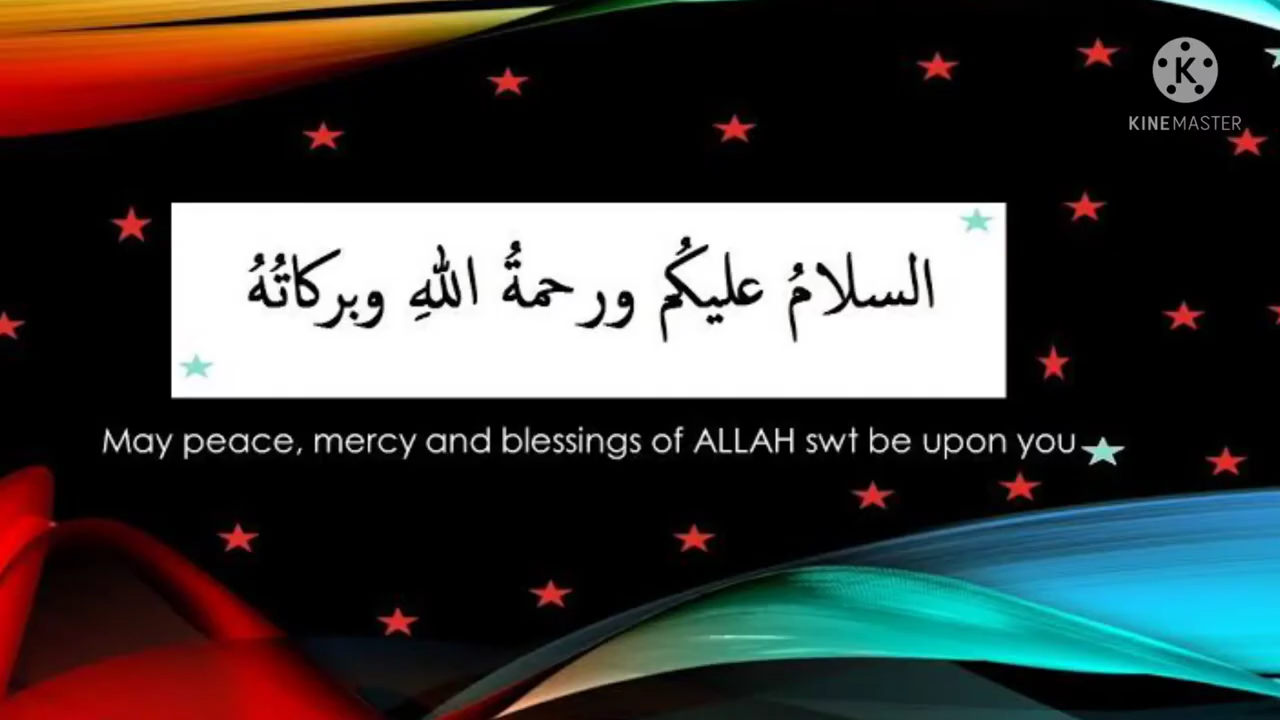 K
KINEMASTER
السلامُ عليكُم ورحمةُ اللهِ وبركاتُهُ
May peace, mercy and blessings of ALLAH swt be upon you